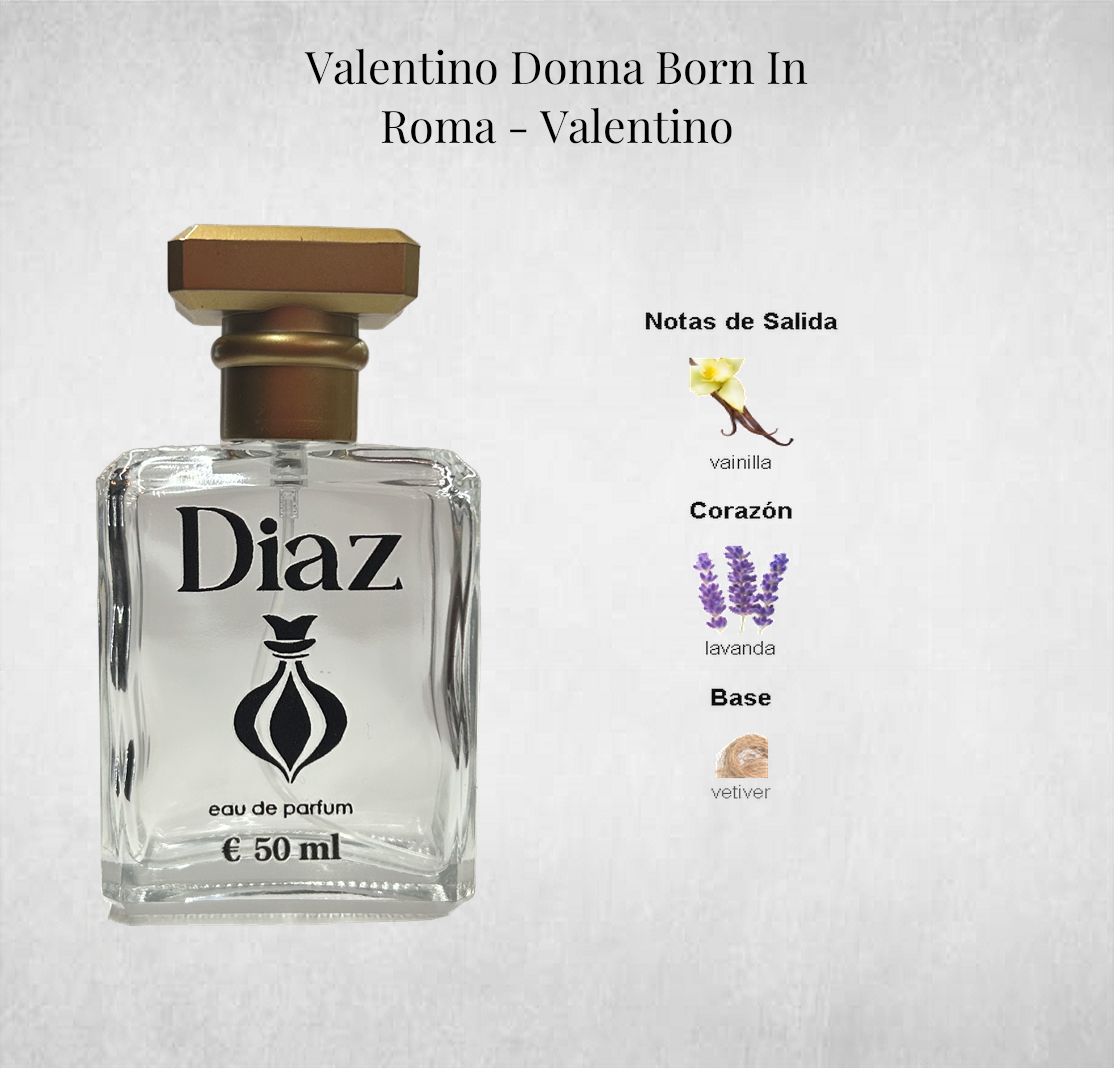 Valentino Donna Born In
Roma - Valentino
Notas de Salida
vainilla
Corazón
lavanda
Base
vetiver
Diaz
eau de parfum
€ 50 ml